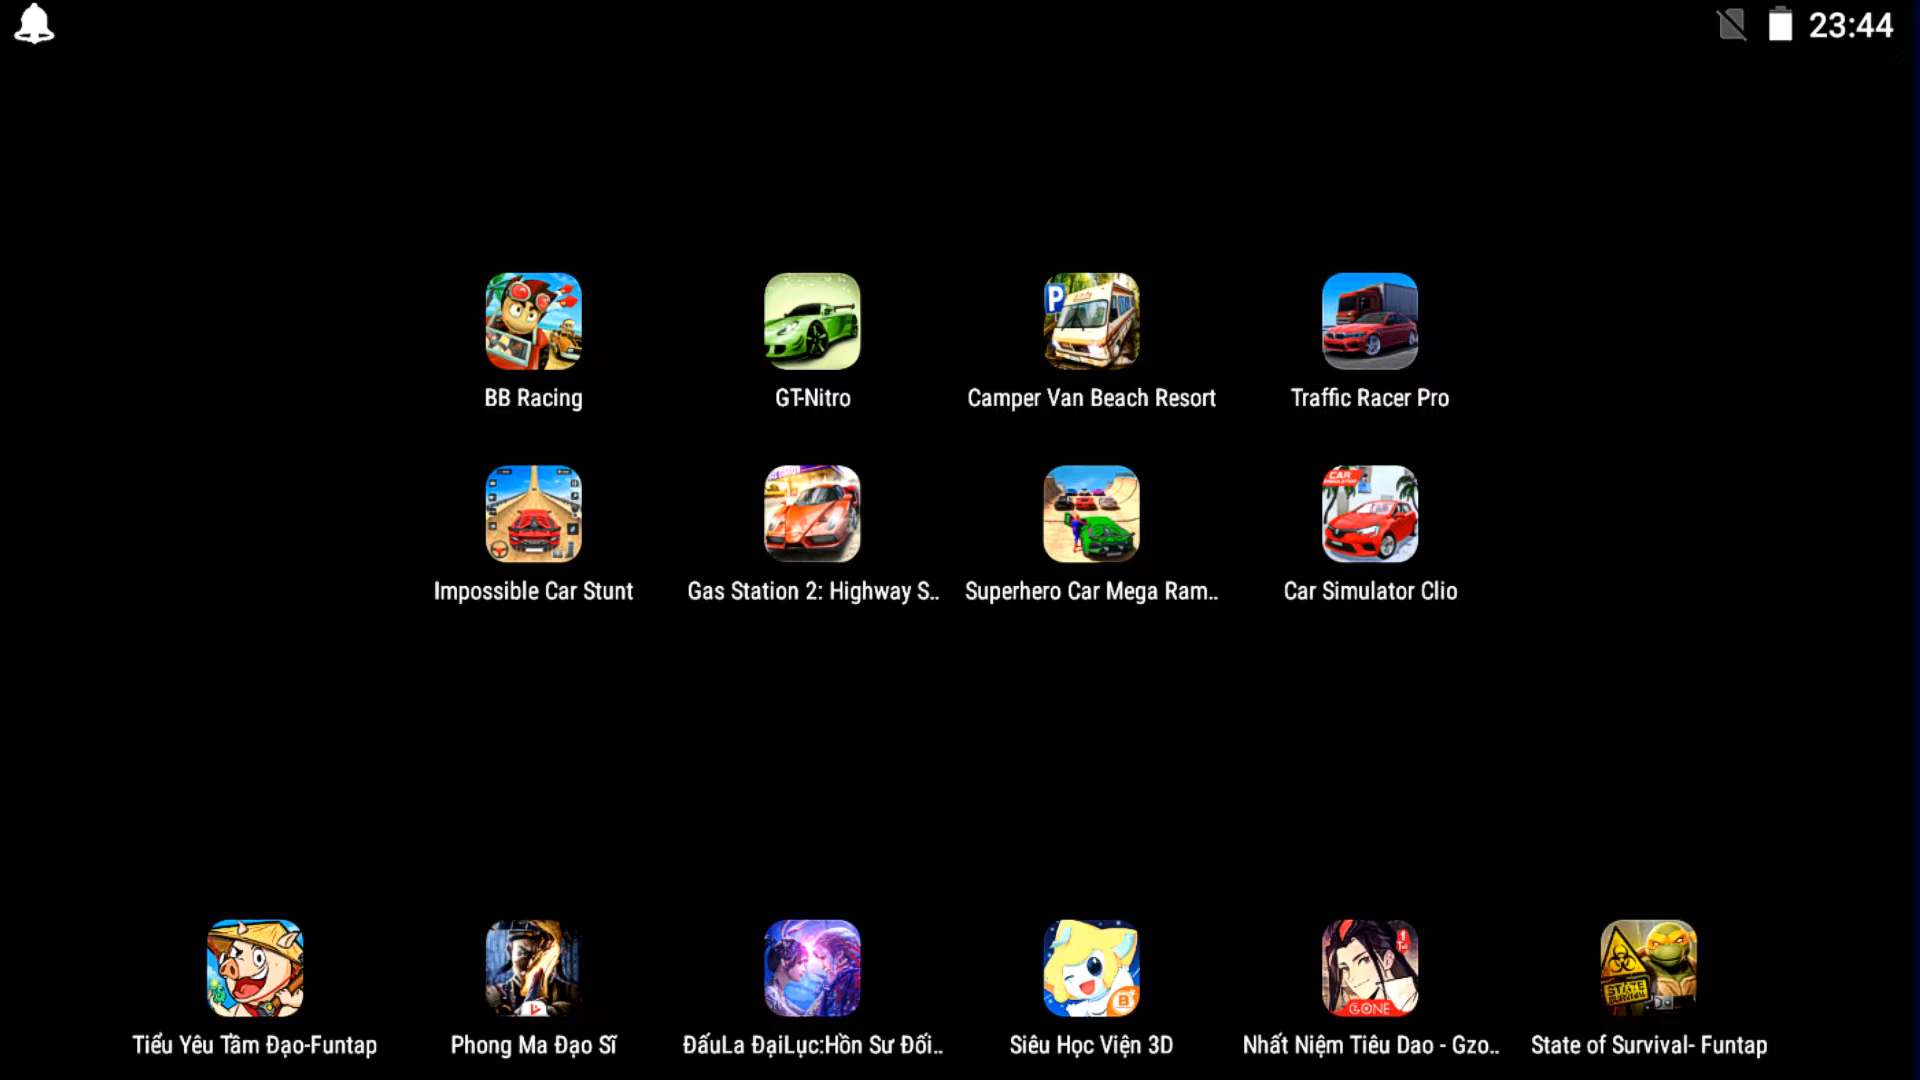 23:44
BB Racing
GT-Nitro
Camper Van Beach Resort
Traffic Racer Pro
Impossible Car Stunt
Gas Station 2: Highway S..
Superhero Car Mega Ram..
Car Simulator Clio
Tiểu Yêu Tầm Đạo-Funtap
Phong Ma Đạo Sĩ
ĐấuLa ĐạiLục:Hồn Sư Đối..
Siêu Học Viện 3D
Nhất Niệm Tiêu Dao - Gzo..
State of Survival- Funtap